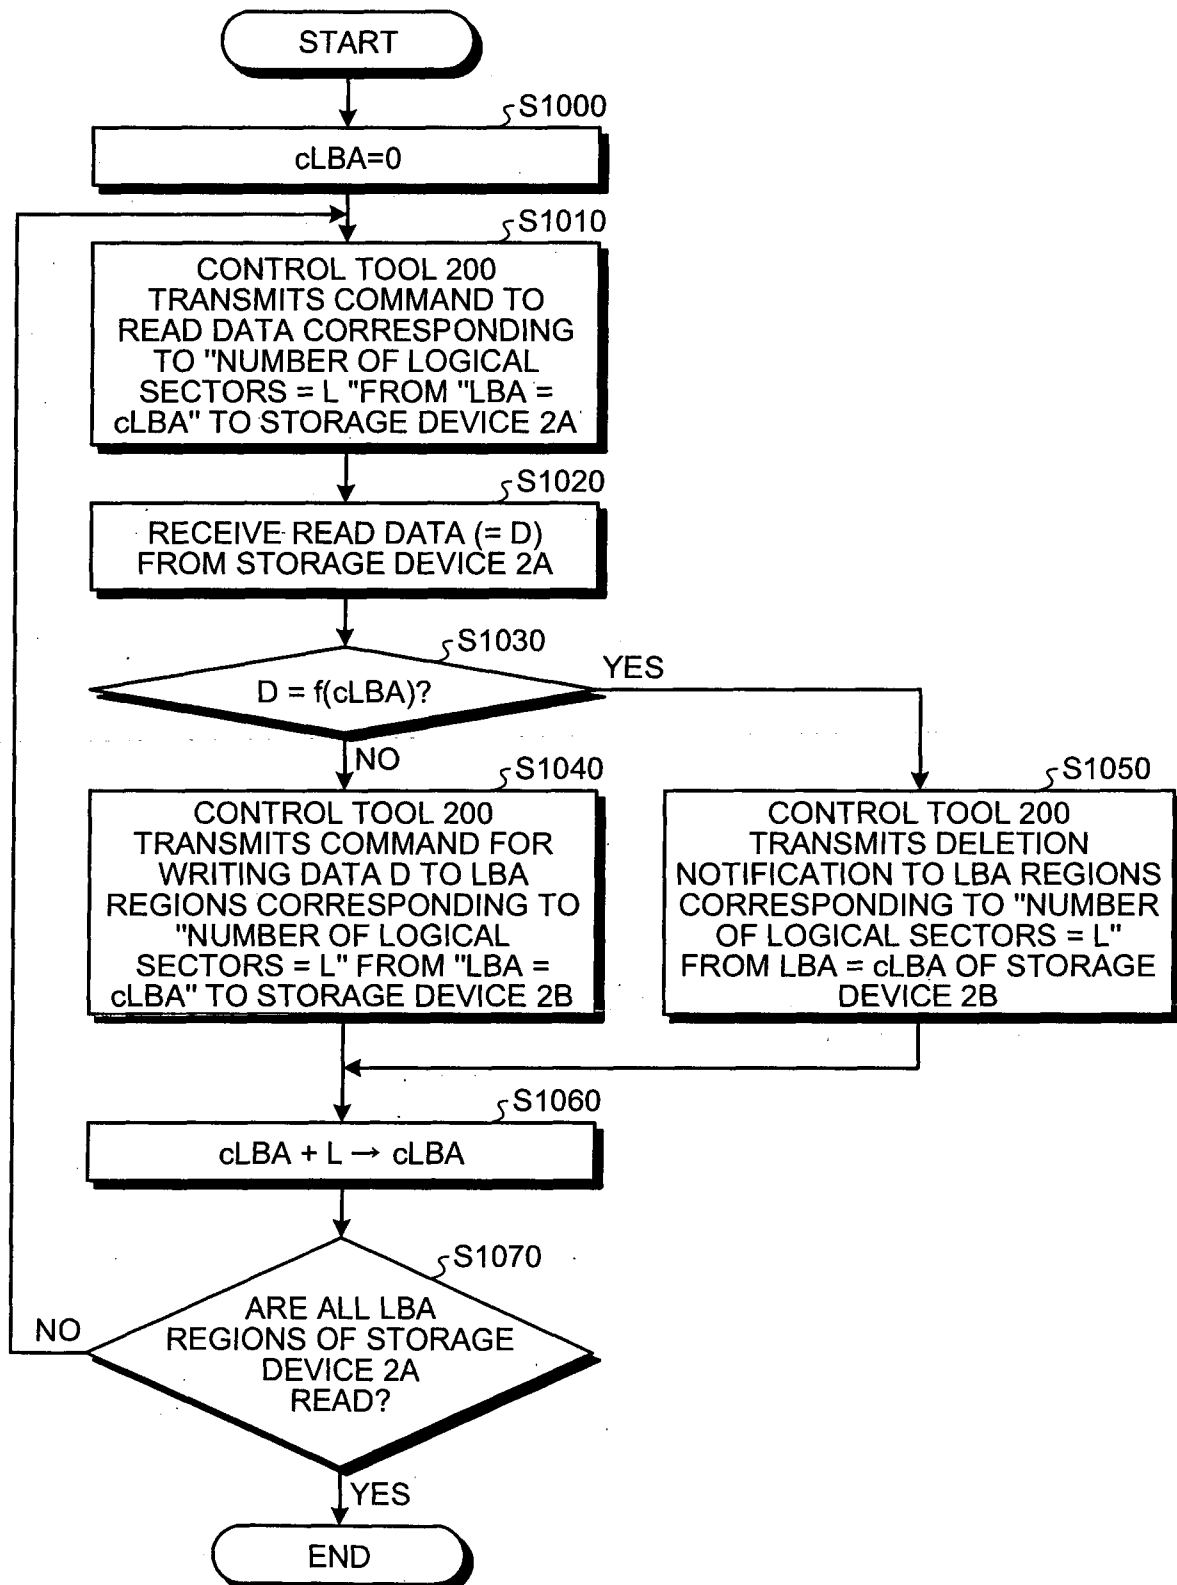 START
S1000
cLBA=0
S1010
CONTROL TOOL 200
TRANSMITS COMMAND TO
READ DATA CORRESPONDING
TO "NUMBER OF LOGICAL
SECTORS = L "FROM "LBA =
cLBA" TO STORAGE DEVICE 2A
S1020
RECEIVE READ DATA (= D)
FROM STORAGE DEVICE 2A
S1030
D = f(cLBA)?
YES
NO
S1040
CONTROL TOOL 200
TRANSMITS COMMAND FOR
WRITING DATA D TO LBA
REGIONS CORRESPONDING TO
"NUMBER OF LOGICAL
SECTORS = L" FROM "LBA =
cLBA" TO STORAGE DEVICE 2B
S1050
CONTROL TOOL 200
TRANSMITS DELETION
NOTIFICATION TO LBA REGIONS
CORRESPONDING TO "NUMBER
OF LOGICAL SECTORS = L"
FROM LBA = cLBA OF STORAGE
DEVICE 2B
S1060
cLBA + L → cLBA
S1070
ARE ALL LBA
REGIONS OF STORAGE
DEVICE 2A
READ?
NO
YES
END